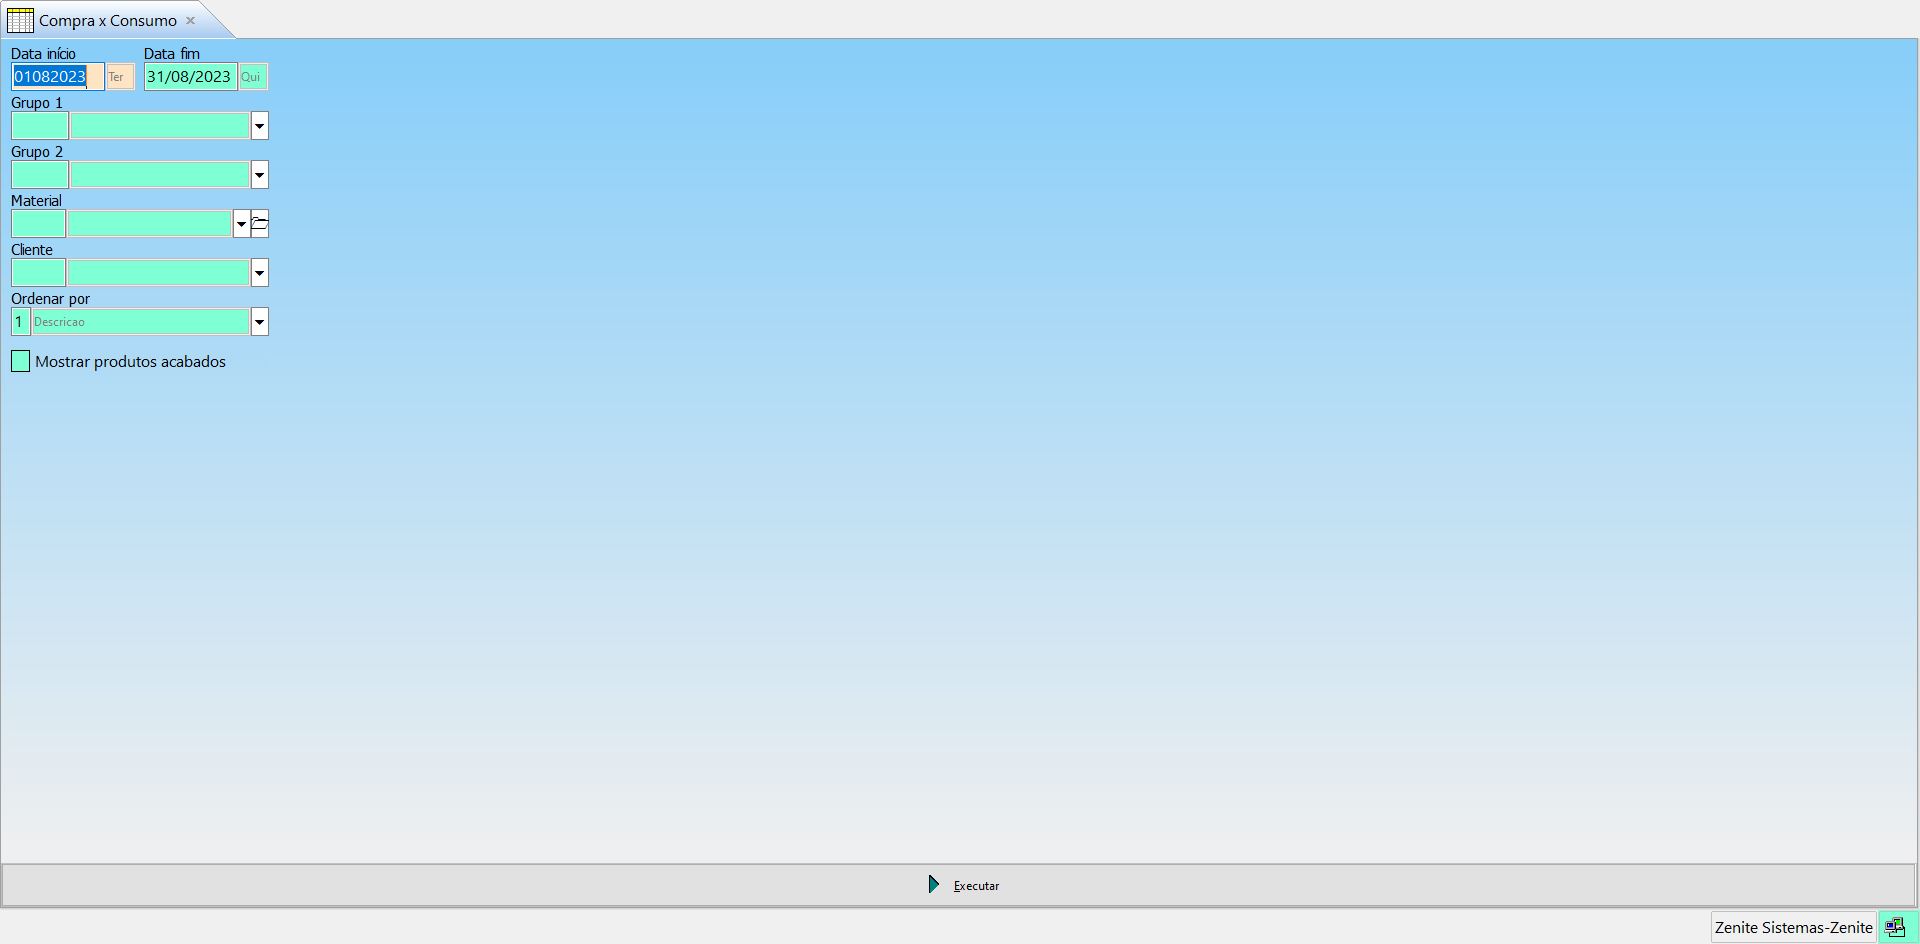 Compra x Consumo
Data início Data fim
01082023 Ter 31/08/2023 Qui
Grupo 1
Grupo 2
Material
Cliente
Ordenar por
1 Descricao
Mostrar produtos acabados
Executar
Zenite Sistemas-Zenite